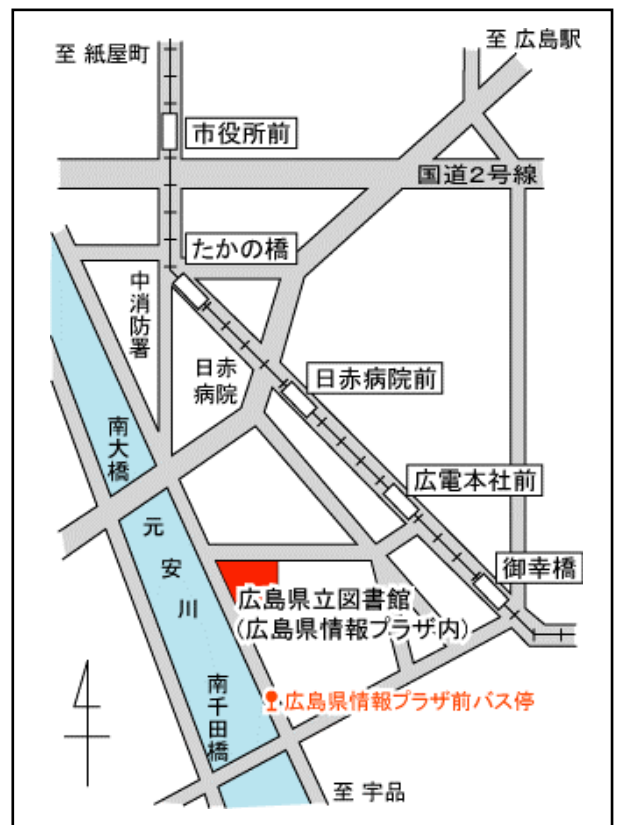 至 紙屋町
至 広島駅
市役所前
国道2号線
たかの橋
中消防署
日赤
病院
日赤病院前
南大橋
広電本社前
元安川
御幸橋
広島県立図書館
(広島県情報プラザ内)
南千田橋
広島県情報プラザ前バス停
至 宇品